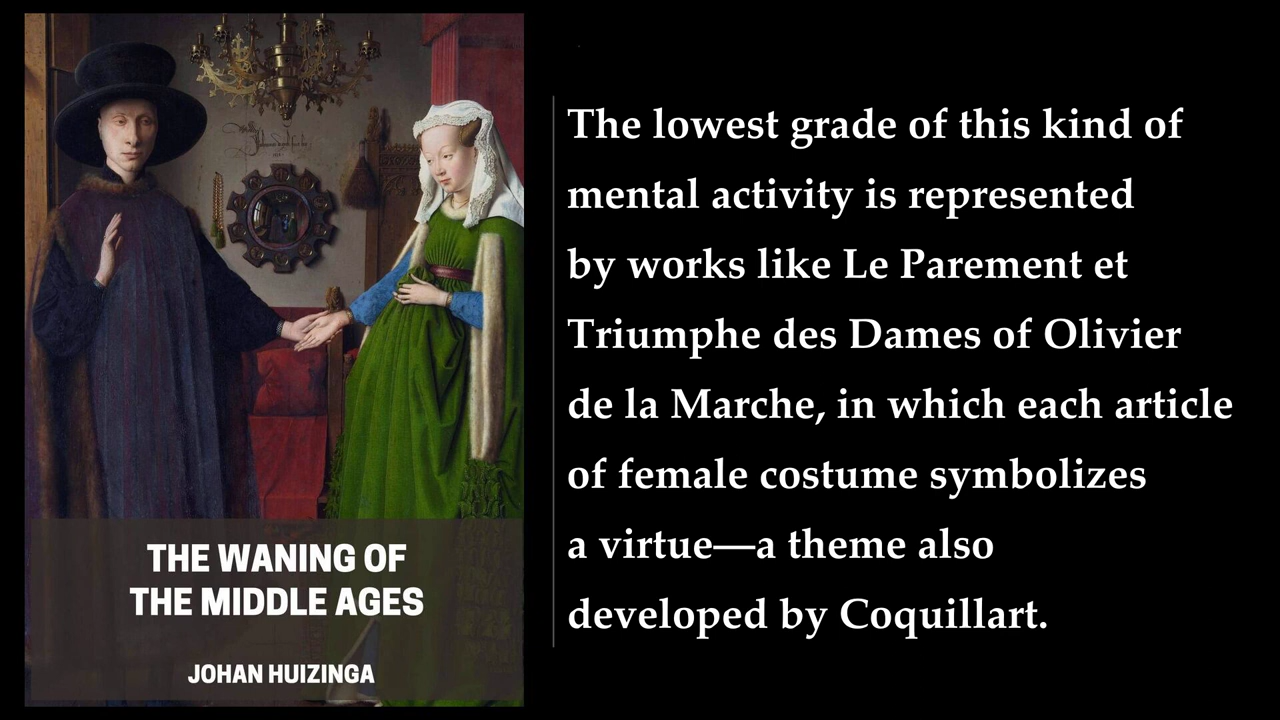 THE WANING OF
THE MIDDLE AGES
JOHAN HUIZINGA
The lowest grade of this kind of
mental activity is represented
by works like Le Parement et
Triumphe des Dames of Olivier
de la Marche, in which each article
of female costume symbolizes
a virtue—a theme also
developed by Coquillart.